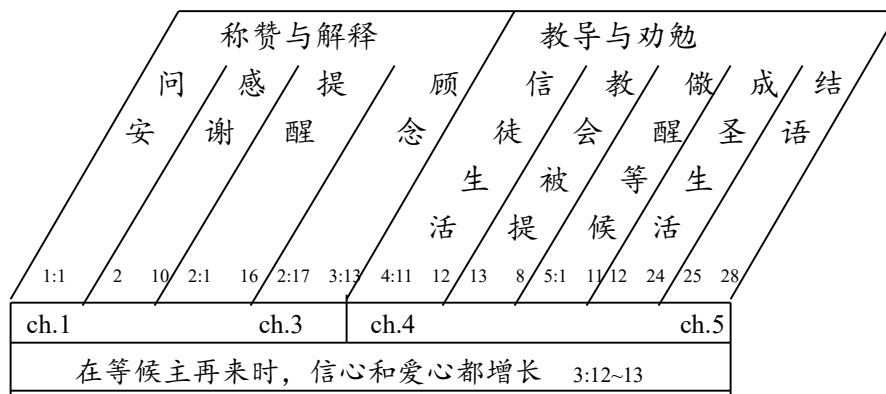 称赞与解释 教导与劝勉
问安 感谢 提醒 顾念 信徒生活 教会被提 儆醒等候 成圣生活 结语
1:1 2 10 2:1 16 2:17 3:13 4:11 12 13 8 5:1 11 12 24 25 28
ch.1 ch.3 ch.4 ch.5
在等候主再来时，信心和爱心都增长 3:12~13